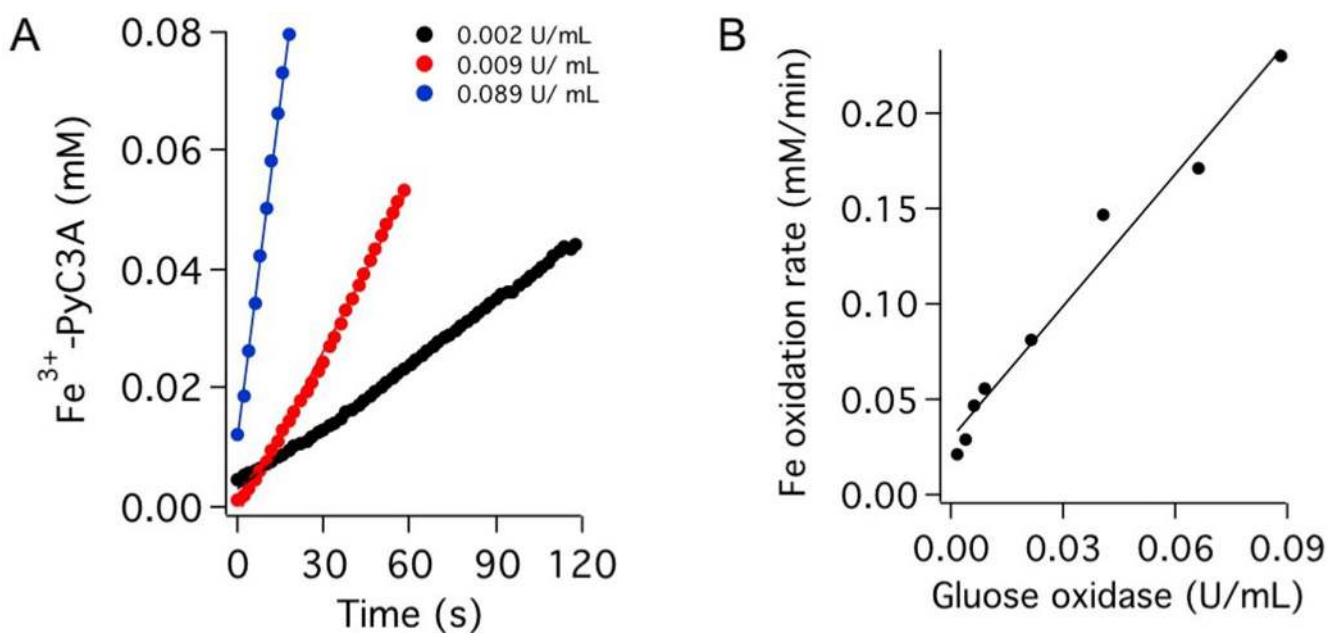 A
0.08
0.06
0.04
0.02
0.00
Fe3+-PyC3A (mM)
0.002 U/mL
0.009 U/ mL
0.089 U/ mL
0 30 60 90 120
Time (s)
B
0.20
0.15
0.10
0.05
0.00
Fe oxidation rate (mM/min)
0.00 0.03 0.06 0.09
Gluose oxidase (U/mL)